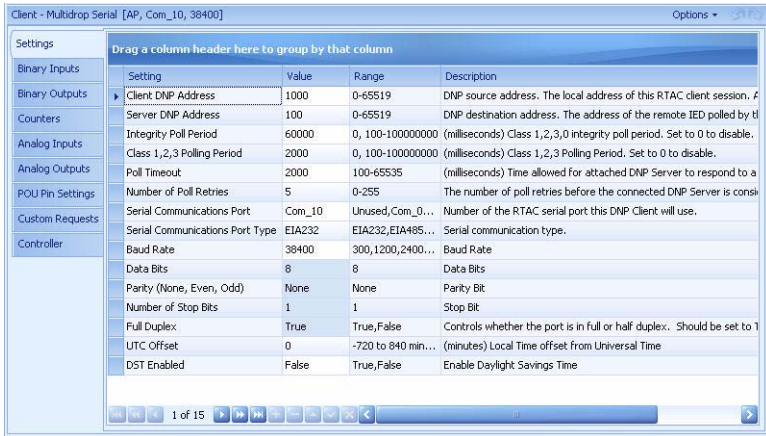 Client - Multidrop Serial [AP, Com_10, 38400] Options
Settings
Binary Inputs
Binary Outputs
Counters
Analog Inputs
Analog Outputs
POU Pin Settings
Custom Requests
Controller
Drag a column header here to group by that column
Setting Value Range Description
Client DNP Address 1000 0-65519 DNP source address. The local address of this RTAC client session. A
Server DNP Address 100 0-65519 DNP destination address. The address of the remote IED polled by t
Integrity Poll Period 60000 0, 100-100000000 (milliseconds) Class 1,2,3,0 integrity poll period. Set to 0 to disable.
Class 1,2,3 Polling Period 2000 0, 100-100000000 (milliseconds) Class 1,2,3 Polling Period. Set to 0 to disable.
Poll Timeout 2000 100-65535 (milliseconds) Time allowed for attached DNP Server to respond to a
Number of Poll Retries 5 0-255 The number of poll retries before the connected DNP Server is consi
Serial Communications Port Com_10 Unused,Com_0... Number of the RTAC serial port this DNP Client will use.
Serial Communications Port Type EIA232 EIA232,EIA485... Serial communication type.
Baud Rate 38400 300,1200,2400... Baud Rate
Data Bits 8 8 Data Bits
Parity (None, Even, Odd) None None Parity Bit
Number of Stop Bits 1 1 Stop Bit
Full Duplex True True,False Controls whether the port is in full or half duplex. Should be set to T
UTC Offset 0 -720 to 840 min... (minutes) Local Time offset from Universal Time
DST Enabled False True,False Enable Daylight Savings Time
1 of 15